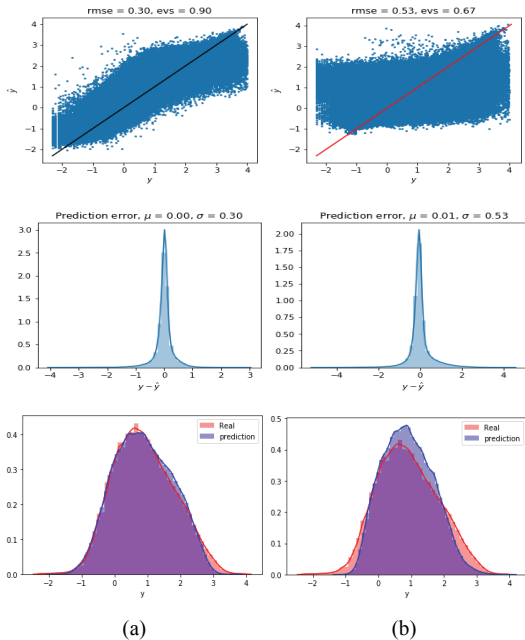 rmse = 0.30, evs = 0.90
rmse = 0.53, evs = 0.67
4
3
2
1
0
−1
−2
ŷ
−2 −1 0 1 2 3 4
y
4
3
2
1
0
−1
−2
ŷ
−2 −1 0 1 2 3 4
y
Prediction error, μ = 0.00, σ = 0.30
Prediction error, μ = 0.01, σ = 0.53
3.0
2.5
2.0
1.5
1.0
0.5
0.0
−4 −3 −2 −1 0 1 2 3
y − ŷ
2.00
1.75
1.50
1.25
1.00
0.75
0.50
0.25
0.00
−4 −2 0 2 4
y − ŷ
Real
prediction
0.4
0.3
0.2
0.1
0.0
−2 −1 0 1 2 3 4
y
Real
prediction
0.5
0.4
0.3
0.2
0.1
0.0
−2 −1 0 1 2 3 4
y
(a)
(b)